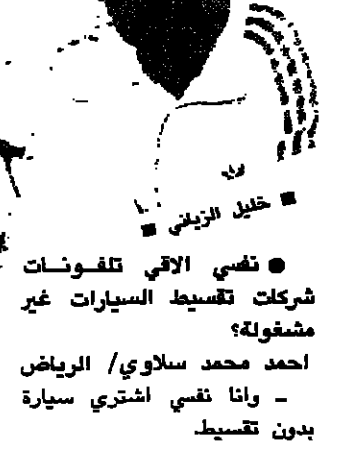 ■ خليل الزياني ■
● نفسي الاقي تلفونات
شركات تقسيط السيارات غير
مشغولة؟
احمد محمد سلاوي/ الرياض
- وانا نفسي اشتري سيارة
بدون تقسيط.